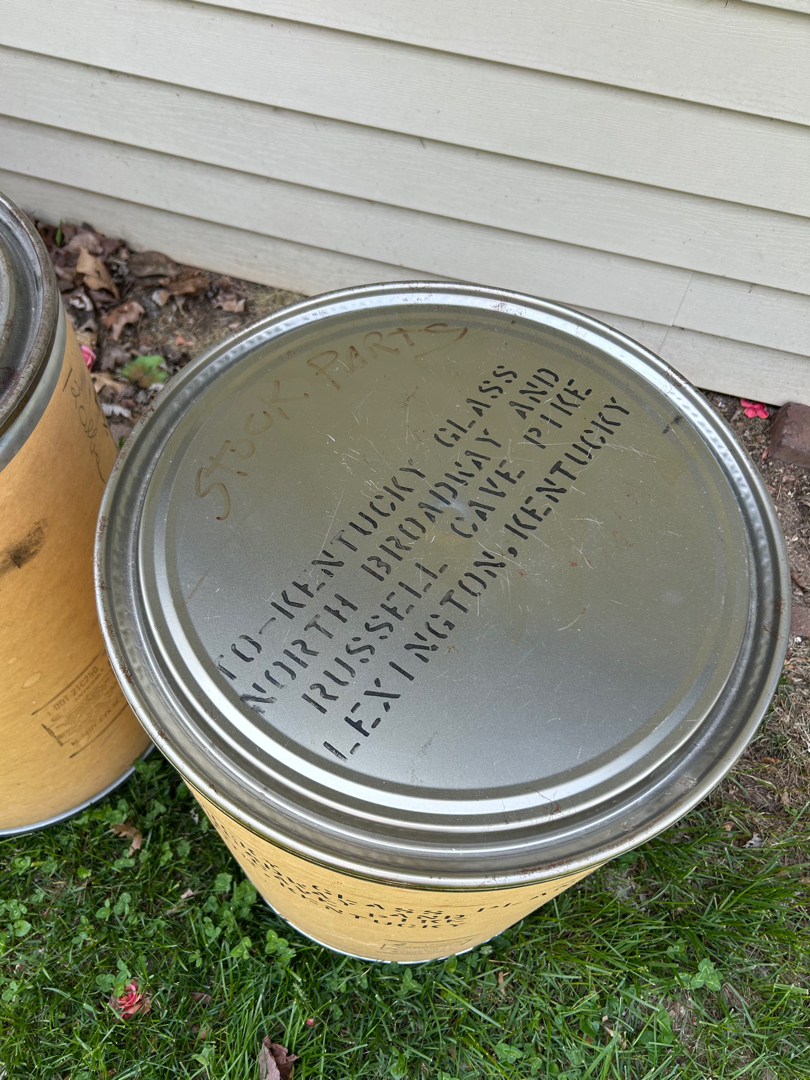 STOCK. PARTS
TO-KENTUCKY GLASS
NORTH BROADWAY AND
RUSSELL CAVE PIKE
LEXINGTON, KENTUCKY